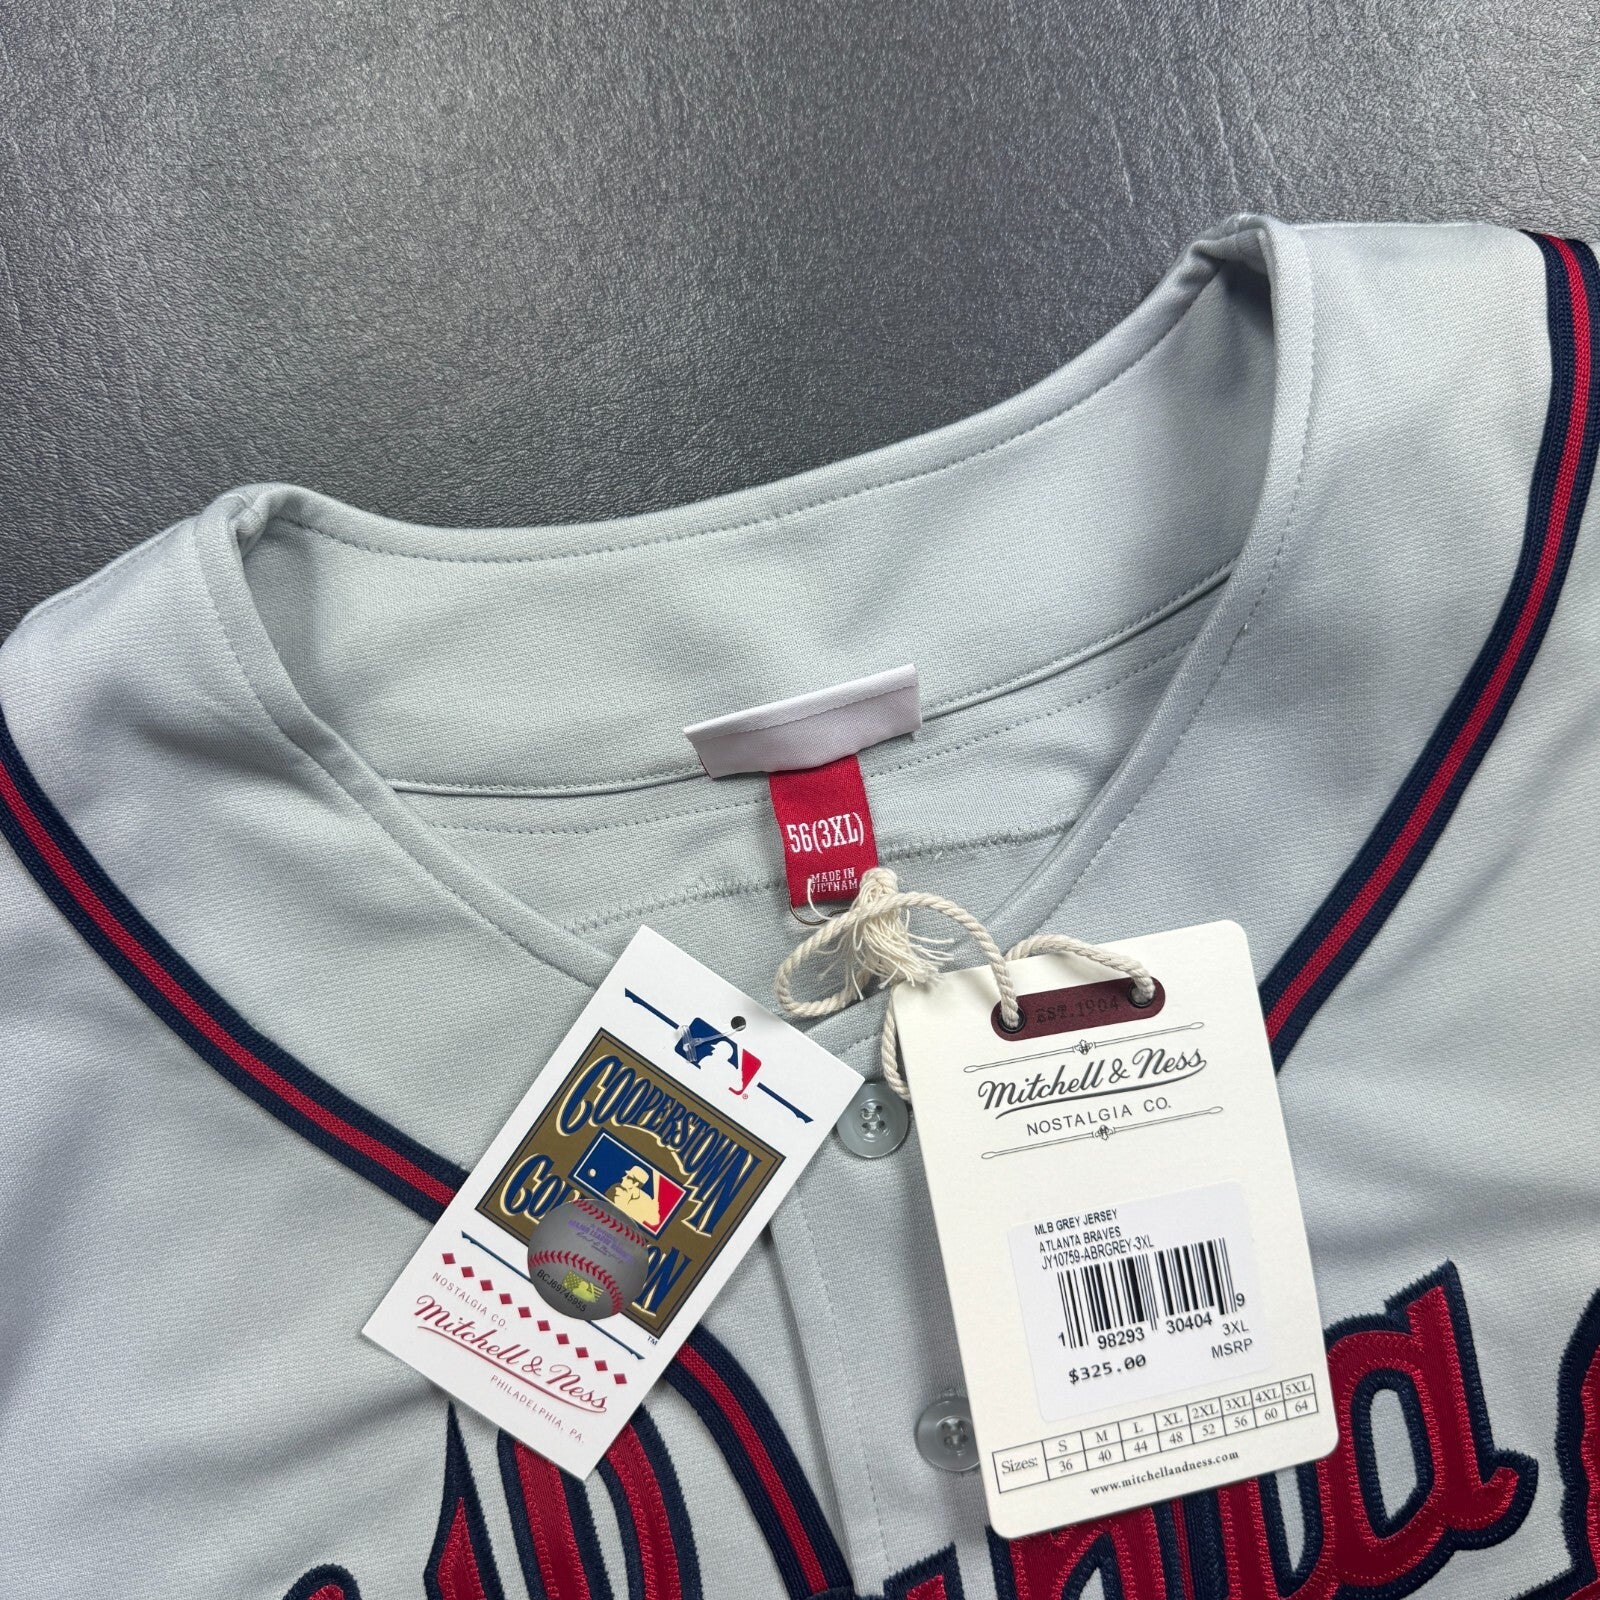 56(3XL)
MADE IN
VIETNAM
COOPERSTOWN
NOSTALGIA CO.
Mitchell & Ness
PHILADELPHIA, PA.
BCJ69745955
TM
EST.1904
Mitchell & Ness
NOSTALGIA CO.
MLB GREY JERSEY
ATLANTA BRAVES
JY10759-ABRGREY-3XL
1 98293 30404 9
3XL
$325.00 MSRP
Sizes: S M L XL 2XL 3XL 4XL 5XL
36 40 44 48 52 56 60 64
www.mitchellandness.com